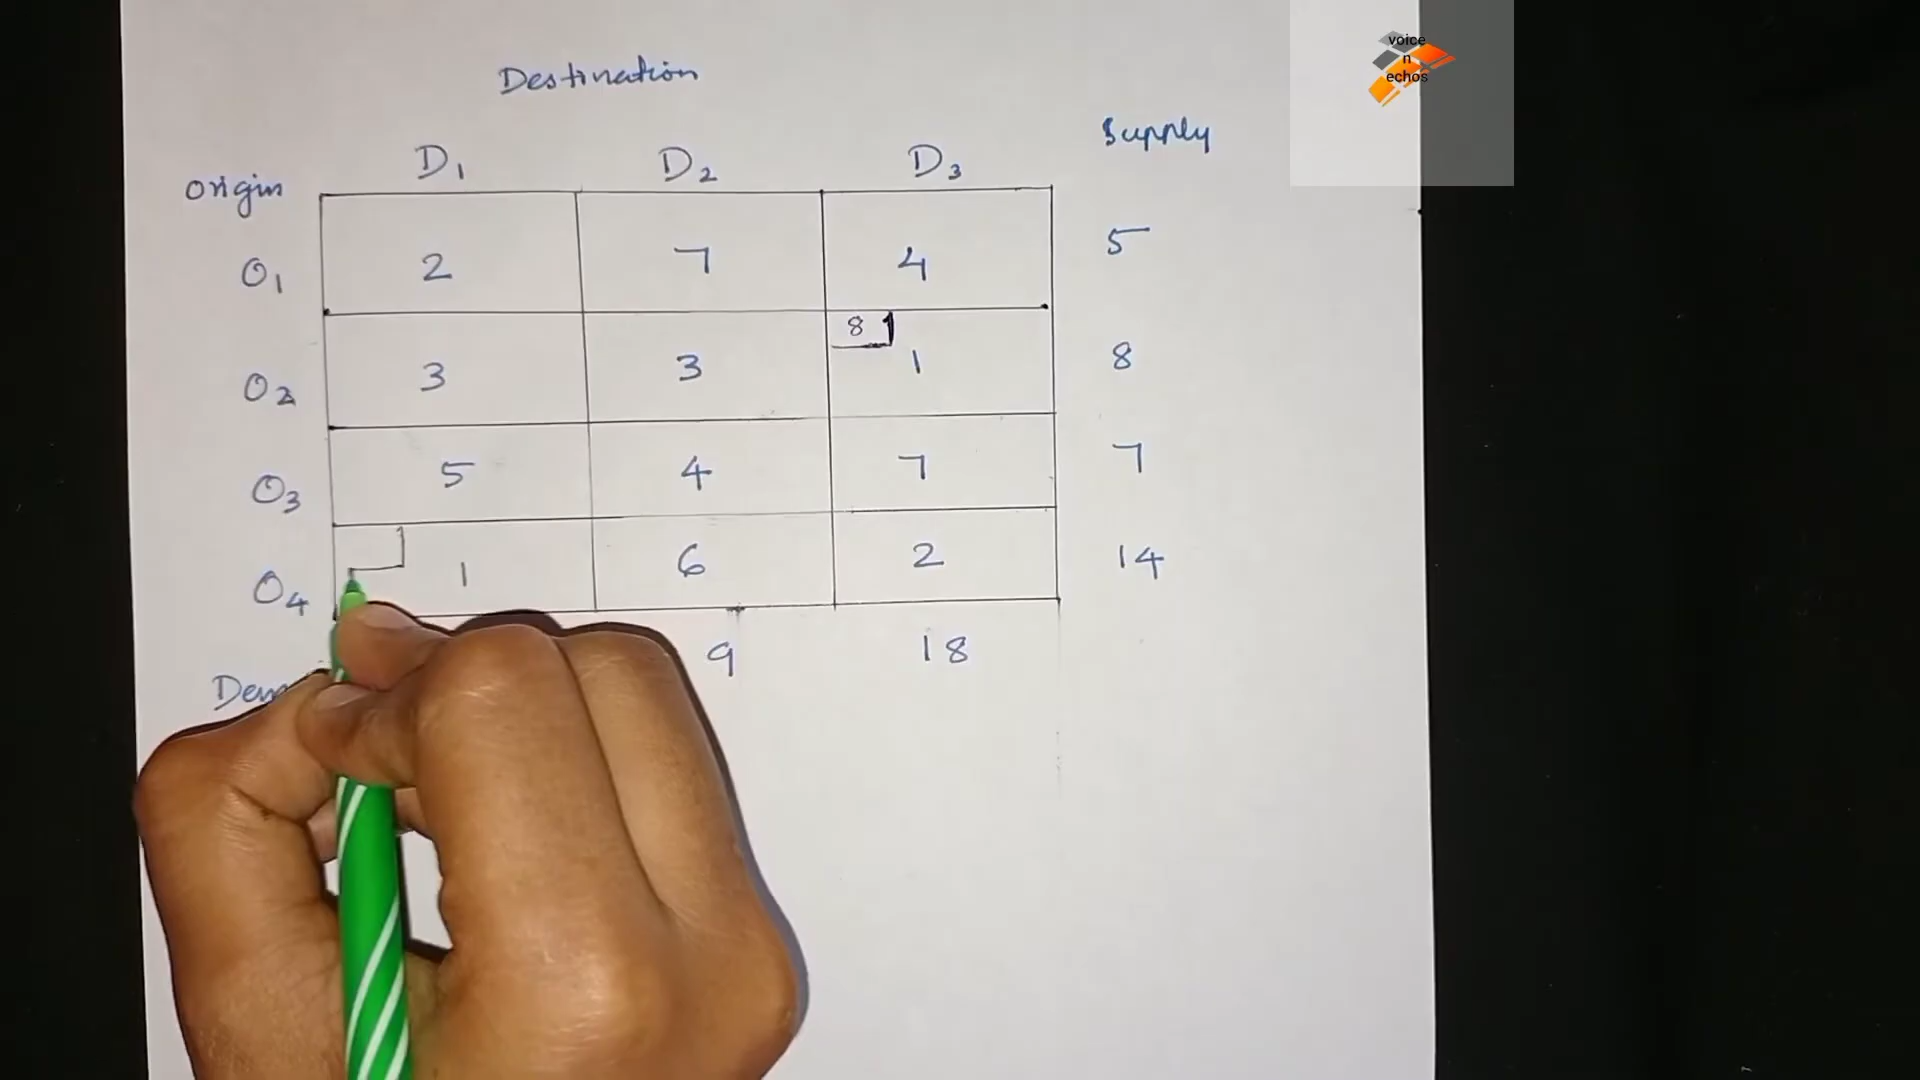 voice
n
echos
Destination
Supply
Origin D1 D2 D3
O1 2 7 4 5
O2 3 3 8 1 8
O3 5 4 7 7
O4 1 6 2 14
9 18